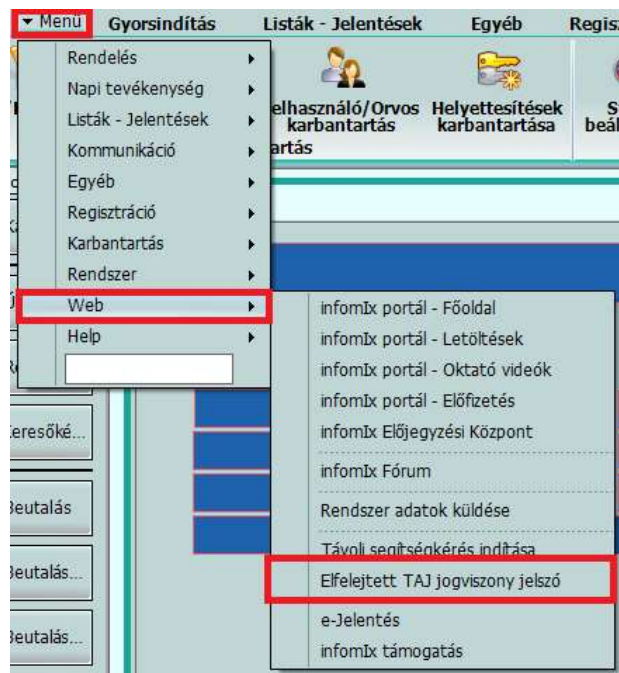 Menü Gyorsindítás Listák - Jelentések Egyéb
Rendelés
Napi tevékenység
Listák - Jelentések
Kommunikáció
Egyéb
Regisztráció
Karbantartás
Rendszer
Web
Help
elhasználó/Orvos
karbantartás
Helyettesítések
karbantartása
artás
infomIx portál - Főoldal
infomIx portál - Letöltések
infomIx portál - Oktató videók
infomIx portál - Előfizetés
infomIx Előjegyzési Központ
infomIx Fórum
Rendszer adatok küldése
Távoli segítségkérés indítása
Elfelejtett TAJ jogviszony jelszó
e-Jelentés
infomIx támogatás
eresőké...
Beutalás
Beutalás...
Beutalás...